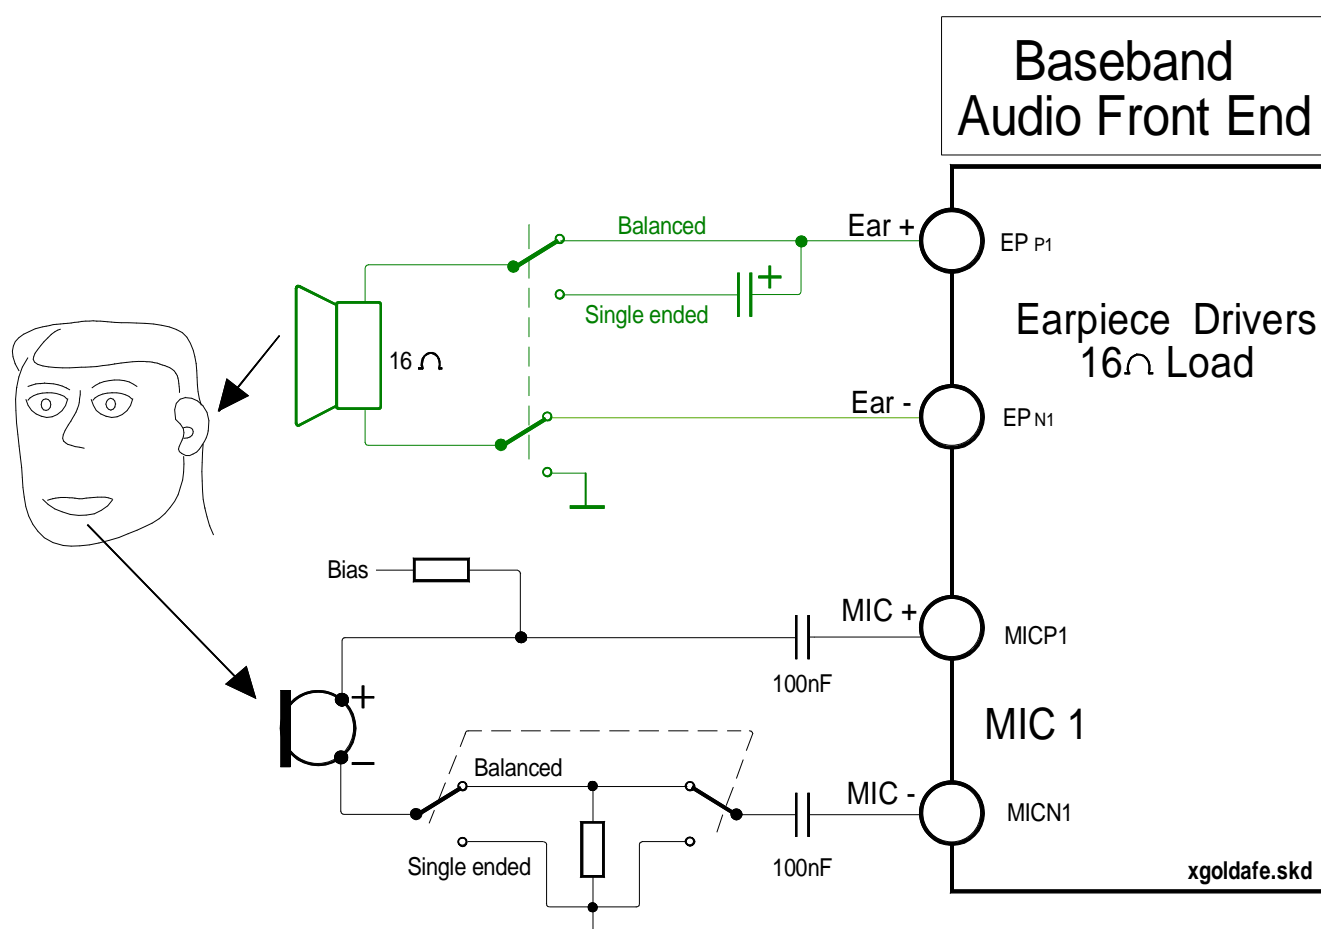 Baseband
Audio Front End
Balanced
Ear +
EP P1
+
Single ended
Earpiece Drivers
16Ω Load
16 Ω
Ear -
EP N1
Bias
MIC +
MICP1
100nF
+
MIC 1
–
Balanced
MIC -
MICN1
Single ended
100nF
xgoldafe.skd